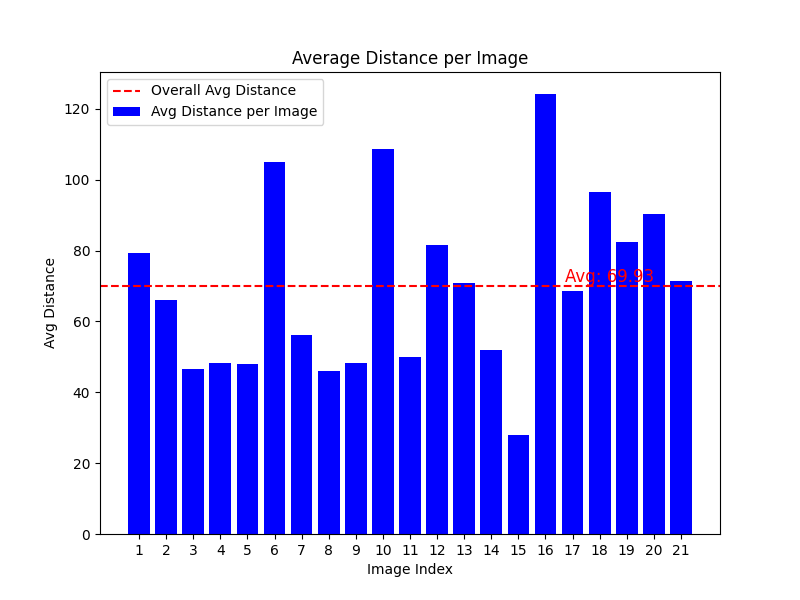 Average Distance per Image
Overall Avg Distance
Avg Distance per Image
120
100
80
60
40
20
0
Avg Distance
Avg: 69.93
1 2 3 4 5 6 7 8 9 10 11 12 13 14 15 16 17 18 19 20 21
Image Index